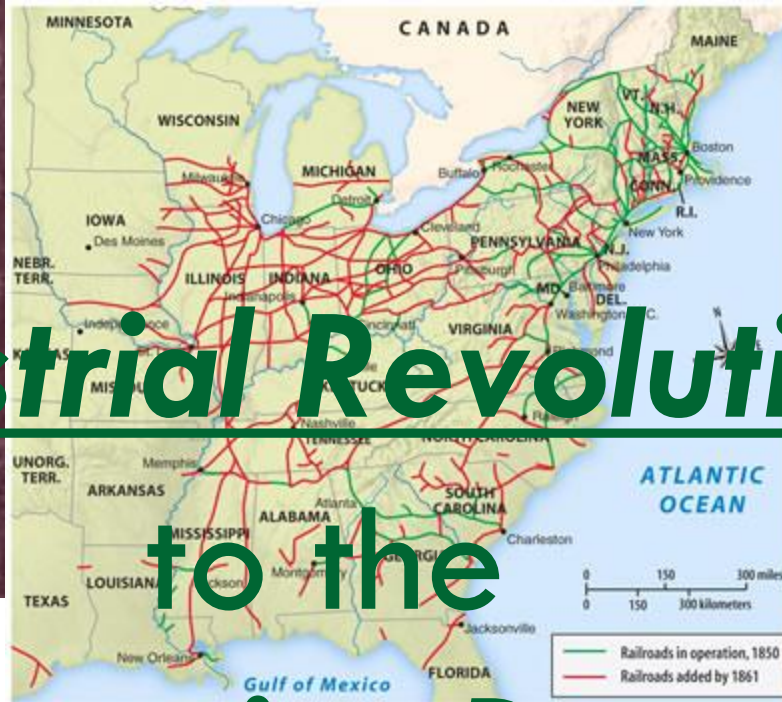 MINNESOTA
CANADA
MAINE
WISCONSIN
MICHIGAN
NEW
YORK
VT.
N.H.
Boston
MASS.
Providence
CONN.
R.I.
Milwaukee
Detroit
Buffalo
Rochester
Chicago
Cleveland
New York
IOWA
Des Moines
PENNSYLVANIA
Pittsburgh
N.J.
Philadelphia
NEBR.
TERR.
ILLINOIS
INDIANA
OHIO
Indianapolis
MD.
Baltimore
DEL.
VIRGINIA
strial Revoluti
Nashville
TENNESSEE
NORTH CAROLINA
UNORG.
TERR.
Memphis
ARKANSAS
ATLANTIC
OCEAN
Atlanta
SOUTH
CAROLINA
ALABAMA
MISSISSIPPI
Charleston
to the
LOUISIANA
TEXAS
0 150 300 miles
0 150 300 kilometers
Jacksonville
New Orleans
FLORIDA
Gulf of Mexico
Railroads in operation, 1850
Railroads added by 1861